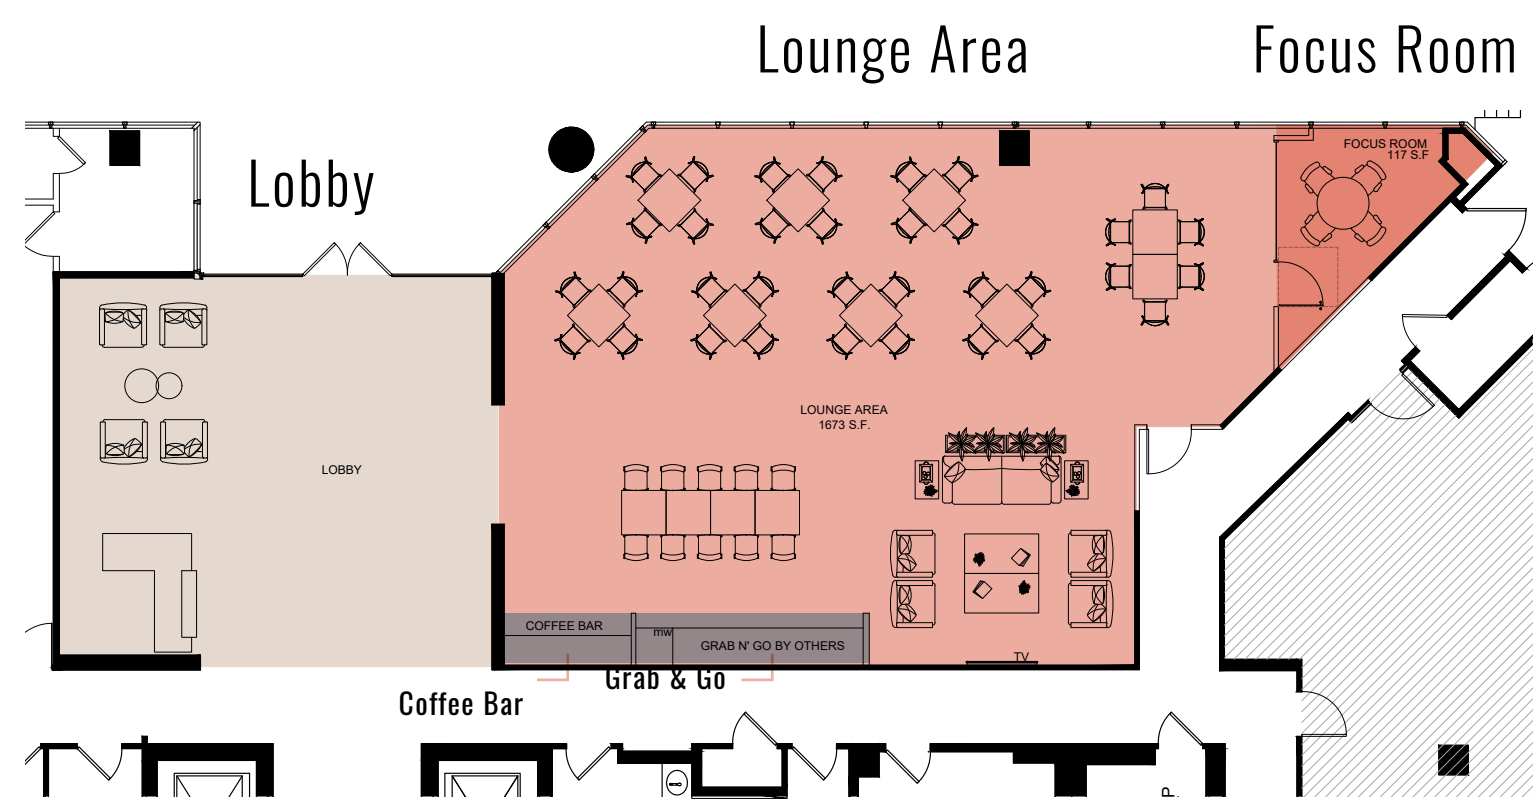 Lounge Area
Focus Room
Lobby
FOCUS ROOM
117 S.F
LOUNGE AREA
1673 S.F.
LOBBY
COFFEE BAR
mw
GRAB N' GO BY OTHERS
TV
Grab & Go
Coffee Bar
P